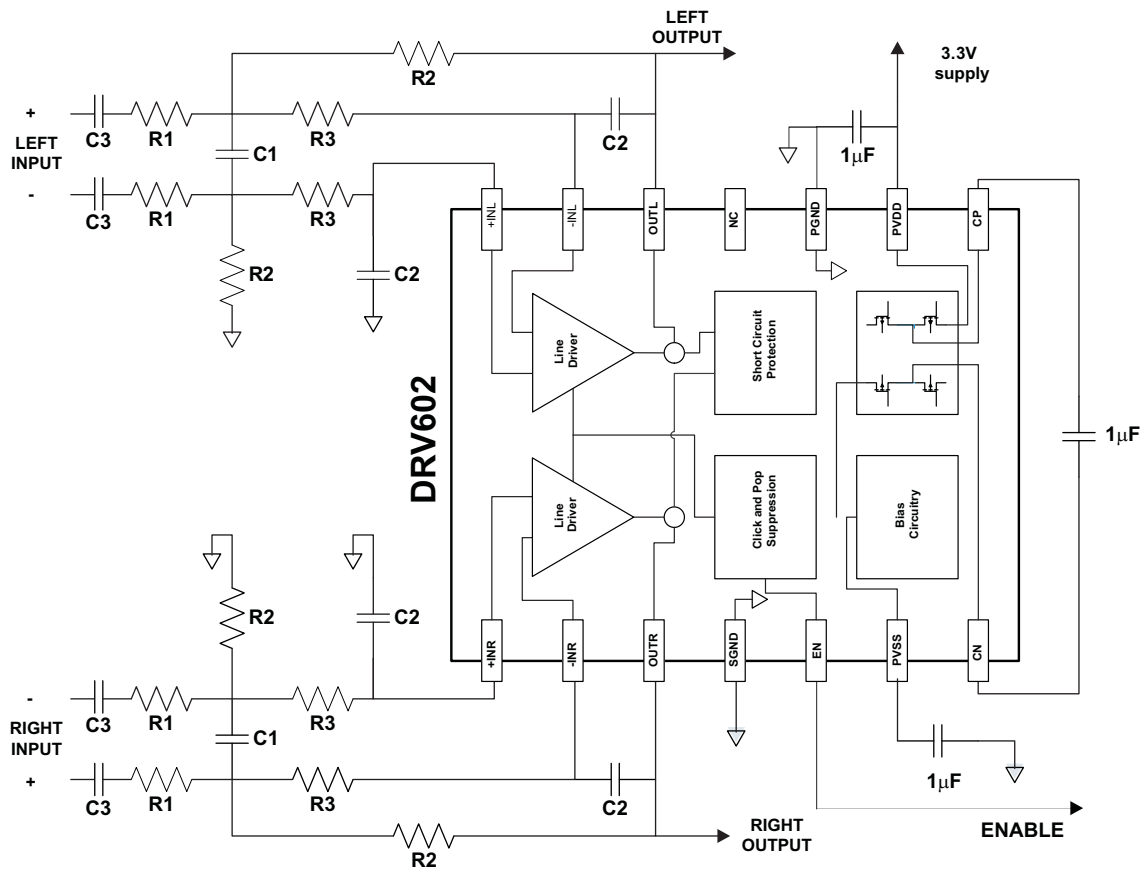 LEFT
OUTPUT
R2
3.3V
supply
+
C3
R1
R3
C2
1μF
LEFT
INPUT
C1
-
C3
R1
R3
+INL
-INL
OUTL
NC
PGND
PVDD
CP
R2
C2
DRV602
Line
Driver
Short Circuit
Protection
1μF
Line
Driver
Click and Pop
Suppression
Bias
Circuitry
R2
C2
+INR
-INR
OUTR
SGND
EN
PVSS
CN
-
C3
R1
R3
RIGHT
INPUT
C1
+
C3
R1
R3
C2
1μF
R2
RIGHT
OUTPUT
ENABLE